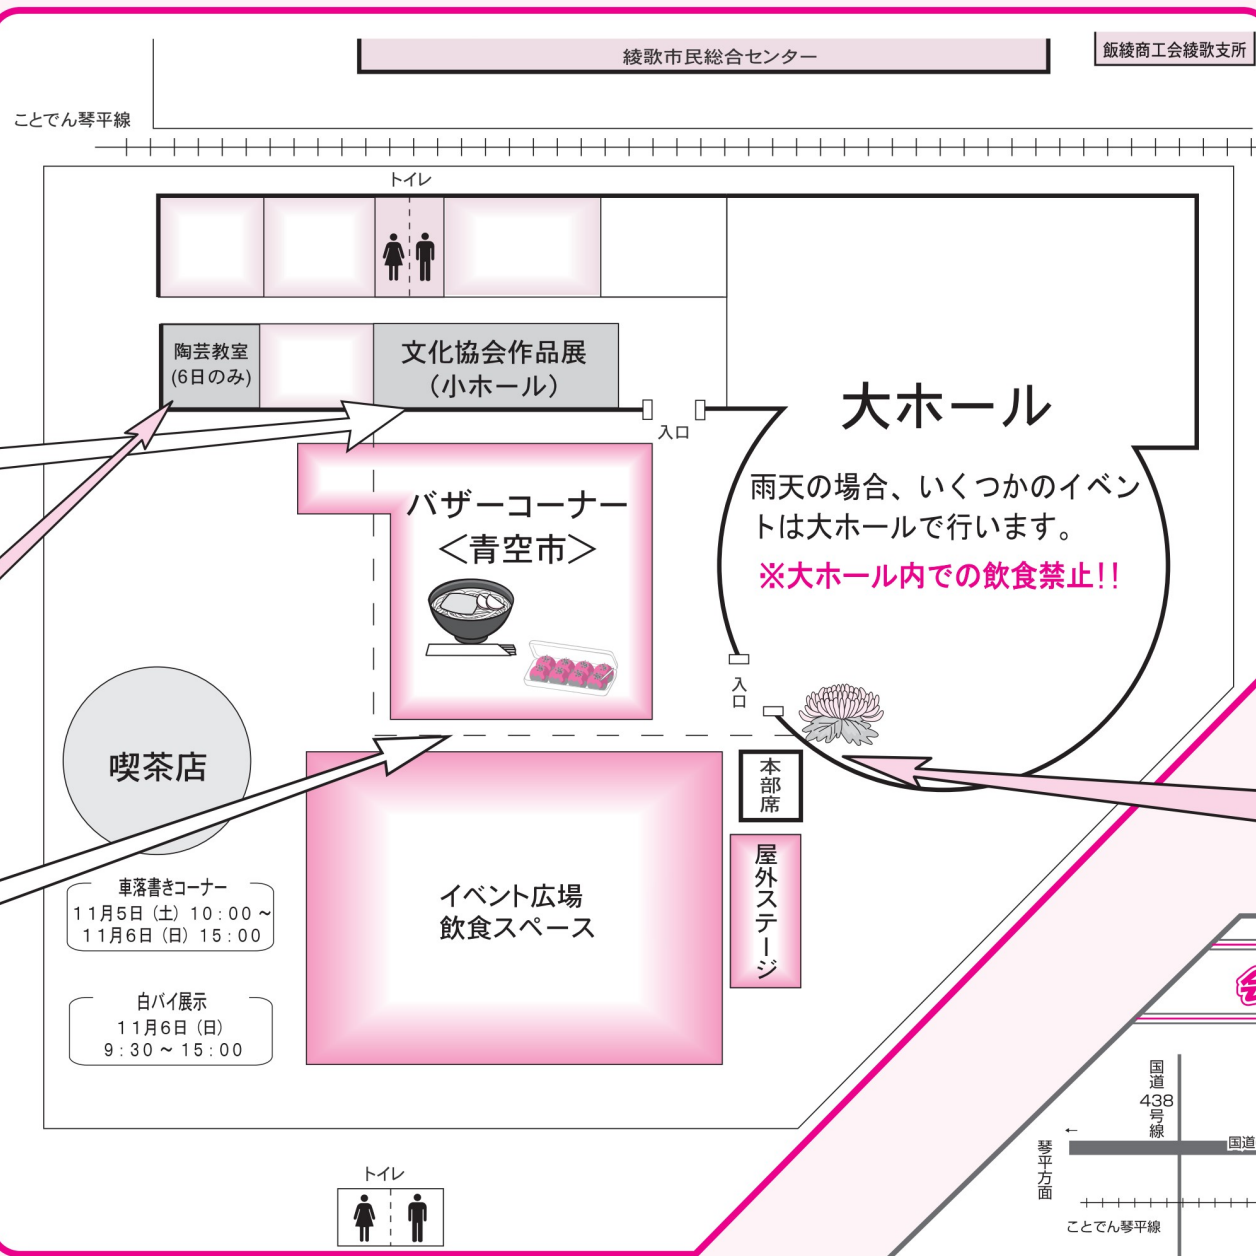 綾歌市民総合センター
飯綾商工会綾歌支所
ことでん琴平線
トイレ
陶芸教室
(6日のみ)
文化協会作品展
(小ホール)
入口
大ホール
雨天の場合、いくつかのイベン
トは大ホールで行います。
※大ホール内での飲食禁止!!
バザーコーナー
＜青空市＞
入口
喫茶店
本部席
屋外ステージ
イベント広場
飲食スペース
車落書きコーナー
11月5日（土）10：00～
11月6日（日）15：00
白バイ展示
11月6日（日）
9：30～15：00
トイレ
国道438号線
←
琴平方面
国道
ことでん琴平線